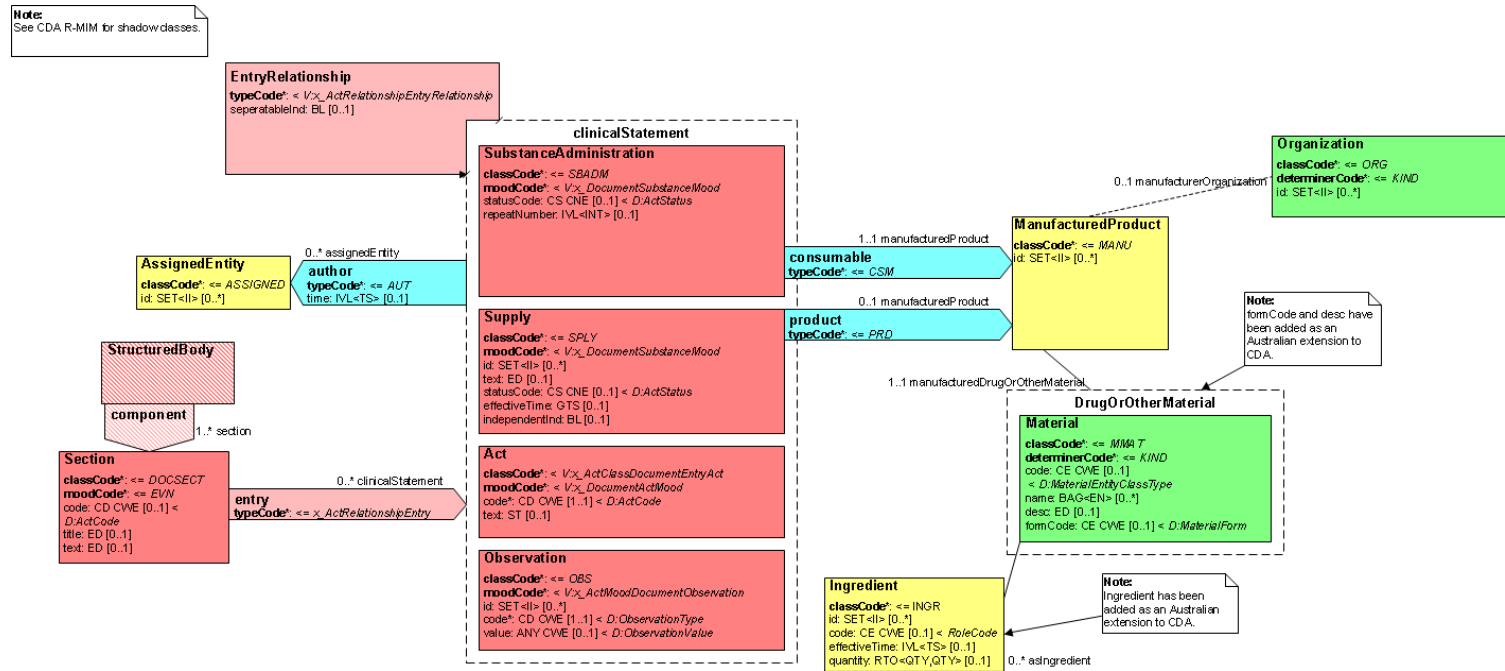 Note:
See CDA R-MIM for shadow classes.
EntryRelationship
typeCode*: < V:x_ActRelationshipEntryRelationship
seperatableInd: BL [0..1]
clinicalStatement
SubstanceAdministration
classCode*: <= SBADM
moodCode*: < V:x_DocumentSubstanceMood
statusCode: CS CNE [0..1] < D:ActStatus
repeatNumber: IVL<INT> [0..1]
Organization
classCode*: <= ORG
determinerCode*: <= KIND
id: SET<II> [0..*]
0..1 manufacturerOrganization
ManufacturedProduct
classCode*: <= MANU
id: SET<II> [0..*]
1..1 manufacturedProduct
consumable
typeCode*: <= CSM
0..* assignedEntity
AssignedEntity
classCode*: <= ASSIGNED
id: SET<II> [0..*]
author
typeCode*: <= AUT
time: IVL<TS> [0..1]
0..1 manufacturedProduct
product
typeCode*: <= PRD
Supply
classCode*: <= SPLY
moodCode*: < V:x_DocumentSubstanceMood
id: SET<II> [0..*]
text: ED [0..1]
statusCode: CS CNE [0..1] < D:ActStatus
effectiveTime: GTS [0..1]
independentInd: BL [0..1]
Note:
formCode and desc have
been added as an
Australian extension to
CDA.
StructuredBody
component
1..* section
1..1 manufacturedDrugOrOtherMaterial
DrugOrOtherMaterial
Material
classCode*: <= MMAT
determinerCode*: <= KIND
code: CE CWE [0..1]
< D:MaterialEntityClassType
name: BAG<EN> [0..*]
desc: ED [0..1]
formCode: CE CWE [0..1] < D:MaterialForm
Section
classCode*: <= DOCSECT
moodCode*: <= EVN
code: CD CWE [0..1] <
D:ActCode
title: ED [0..1]
text: ED [0..1]
0..* clinicalStatement
entry
typeCode*: <= x_ActRelationshipEntry
Act
classCode*: < V:x_ActClassDocumentEntryAct
moodCode*: < V:x_DocumentActMood
code*: CD CWE [1..1] < D:ActCode
text: ST [0..1]
Observation
classCode*: <= OBS
moodCode*: < V:x_ActMoodDocumentObservation
id: SET<II> [0..*]
code*: CD CWE [1..1] < D:ObservationType
value: ANY CWE [0..1] < D:ObservationValue
Ingredient
classCode*: <= INGR
id: SET<II> [0..*]
code: CE CWE [0..1] < RoleCode
effectiveTime: IVL<TS> [0..1]
quantity: RTO<QTY,QTY> [0..1]
0..* asIngredient
Note:
Ingredient has been
added as an Australian
extension to CDA.